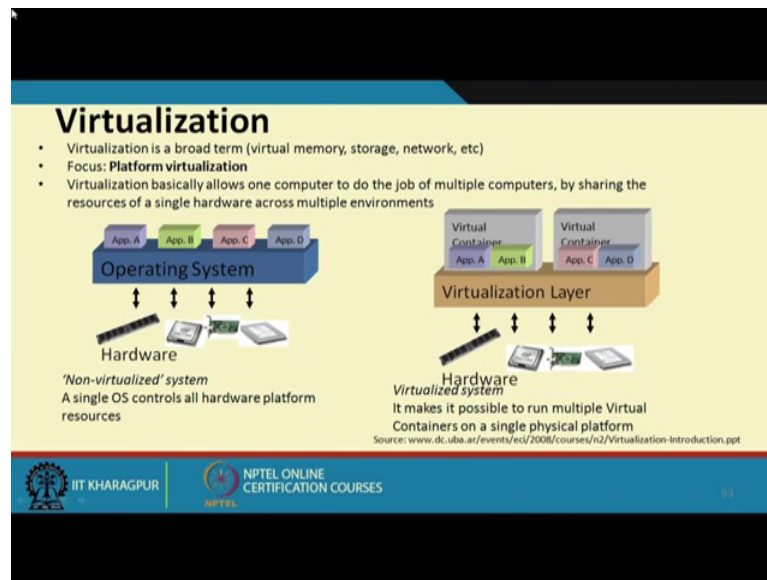 Virtualization
• Virtualization is a broad term (virtual memory, storage, network, etc)
• Focus: Platform virtualization
• Virtualization basically allows one computer to do the job of multiple computers, by sharing the
resources of a single hardware across multiple environments
App. A App. B App. C App. D
Operating System
Hardware
'Non-virtualized' system
A single OS controls all hardware platform
resources
Virtual
Container
App. A App. B
Virtual
Container
App. C App. D
Virtualization Layer
Hardware
Virtualized system
It makes it possible to run multiple Virtual
Containers on a single physical platform
Source: www.dc.uba.ar/events/eci/2008/courses/n2/Virtualization-Introduction.ppt
IIT KHARAGPUR
NPTEL
NPTEL ONLINE
CERTIFICATION COURSES
93